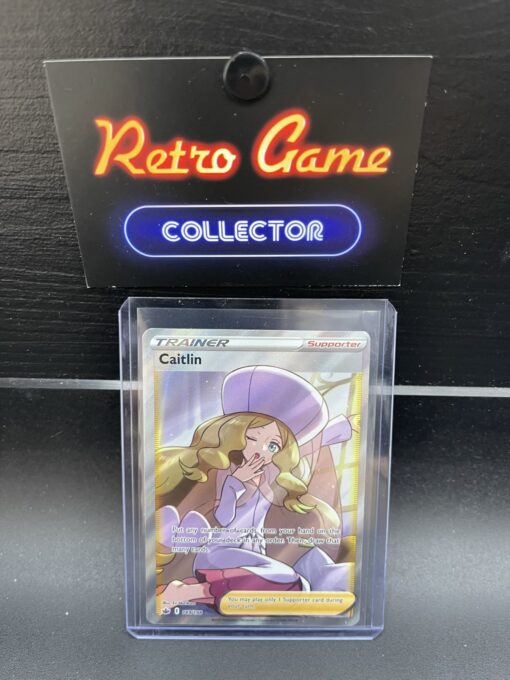 Retro Game
COLLECTOR
TRAINER
Supporter
Caitlin
Put any number of cards from your hand on the
bottom of your deck in any order. Then, draw that
many cards.
You may play only 1 Supporter card during
your turn.